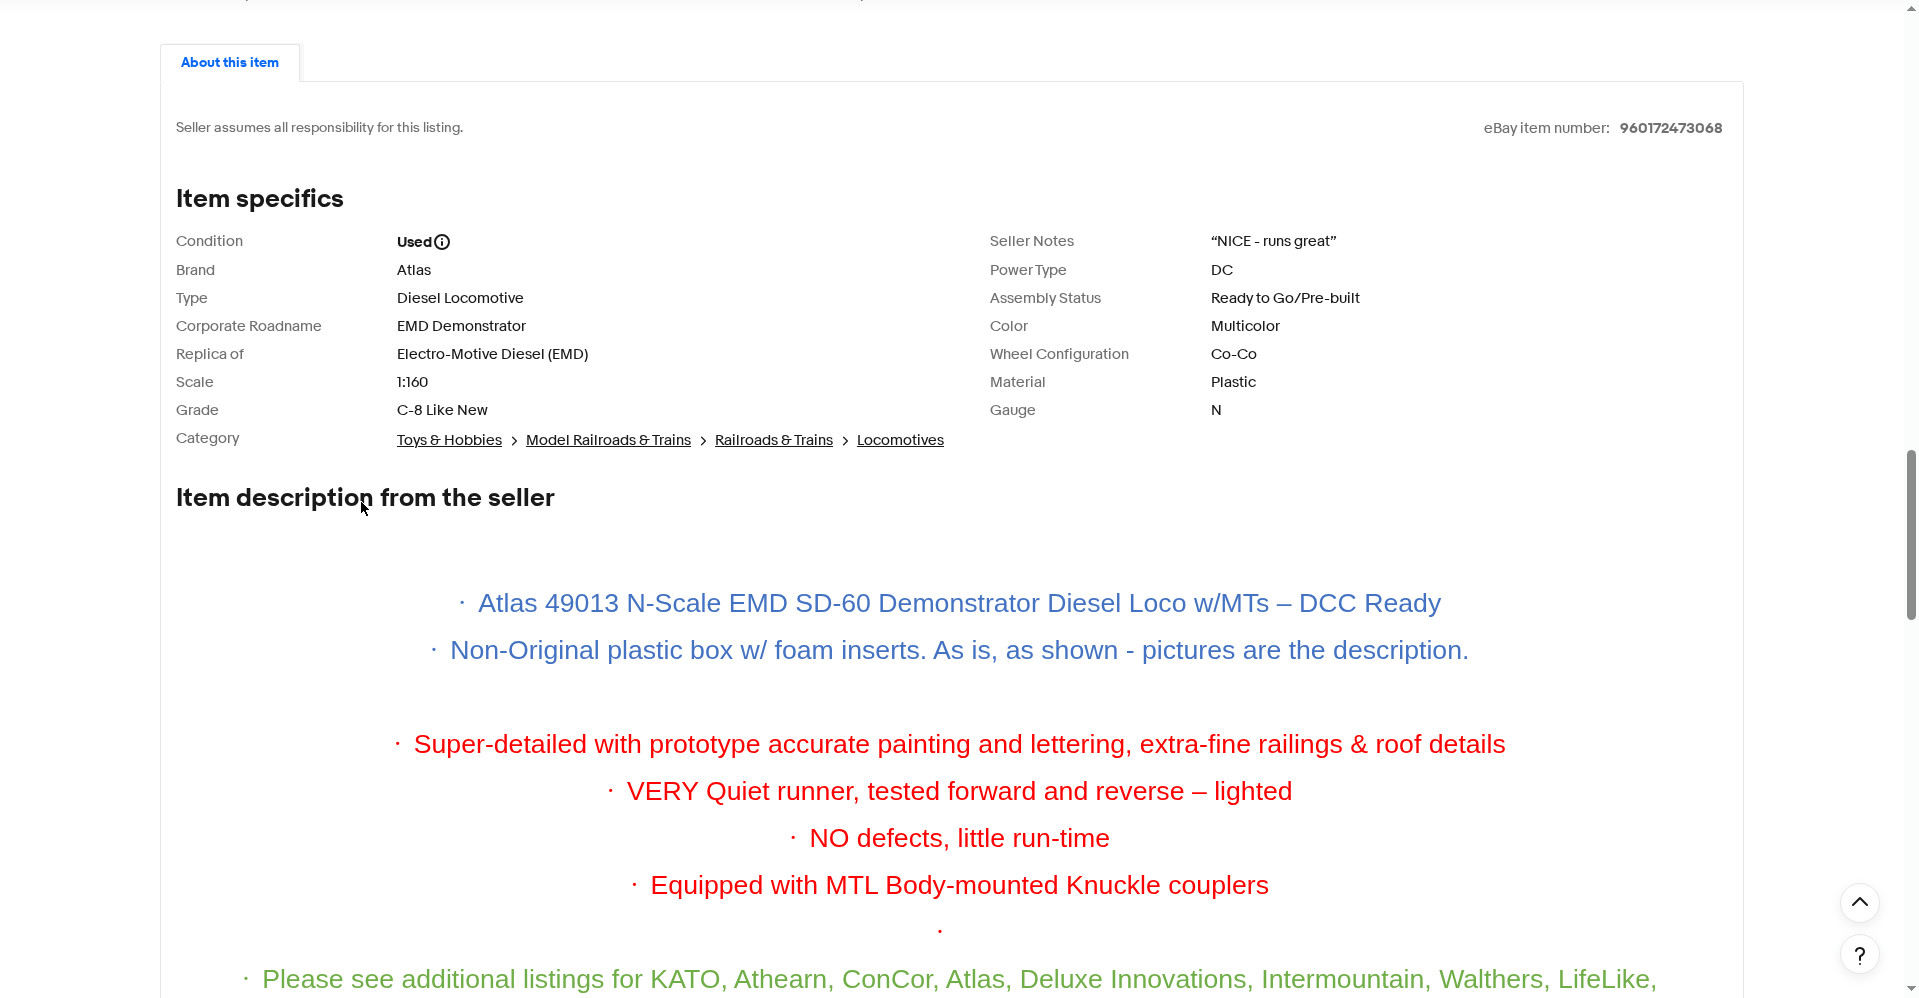 About this item
Seller assumes all responsibility for this listing.
eBay item number: 960172473068
Item specifics
Condition Used Seller Notes “NICE - runs great”
Brand Atlas Power Type DC
Type Diesel Locomotive Assembly Status Ready to Go/Pre-built
Corporate Roadname EMD Demonstrator Color Multicolor
Replica of Electro-Motive Diesel (EMD) Wheel Configuration Co-Co
Scale 1:160 Material Plastic
Grade C-8 Like New Gauge N
Category Toys & Hobbies > Model Railroads & Trains > Railroads & Trains > Locomotives
Item description from the seller
· Atlas 49013 N-Scale EMD SD-60 Demonstrator Diesel Loco w/MTs – DCC Ready
· Non-Original plastic box w/ foam inserts. As is, as shown - pictures are the description.
· Super-detailed with prototype accurate painting and lettering, extra-fine railings & roof details
· VERY Quiet runner, tested forward and reverse – lighted
· NO defects, little run-time
· Equipped with MTL Body-mounted Knuckle couplers
·
· Please see additional listings for KATO, Athearn, ConCor, Atlas, Deluxe Innovations, Intermountain, Walthers, LifeLike,
?